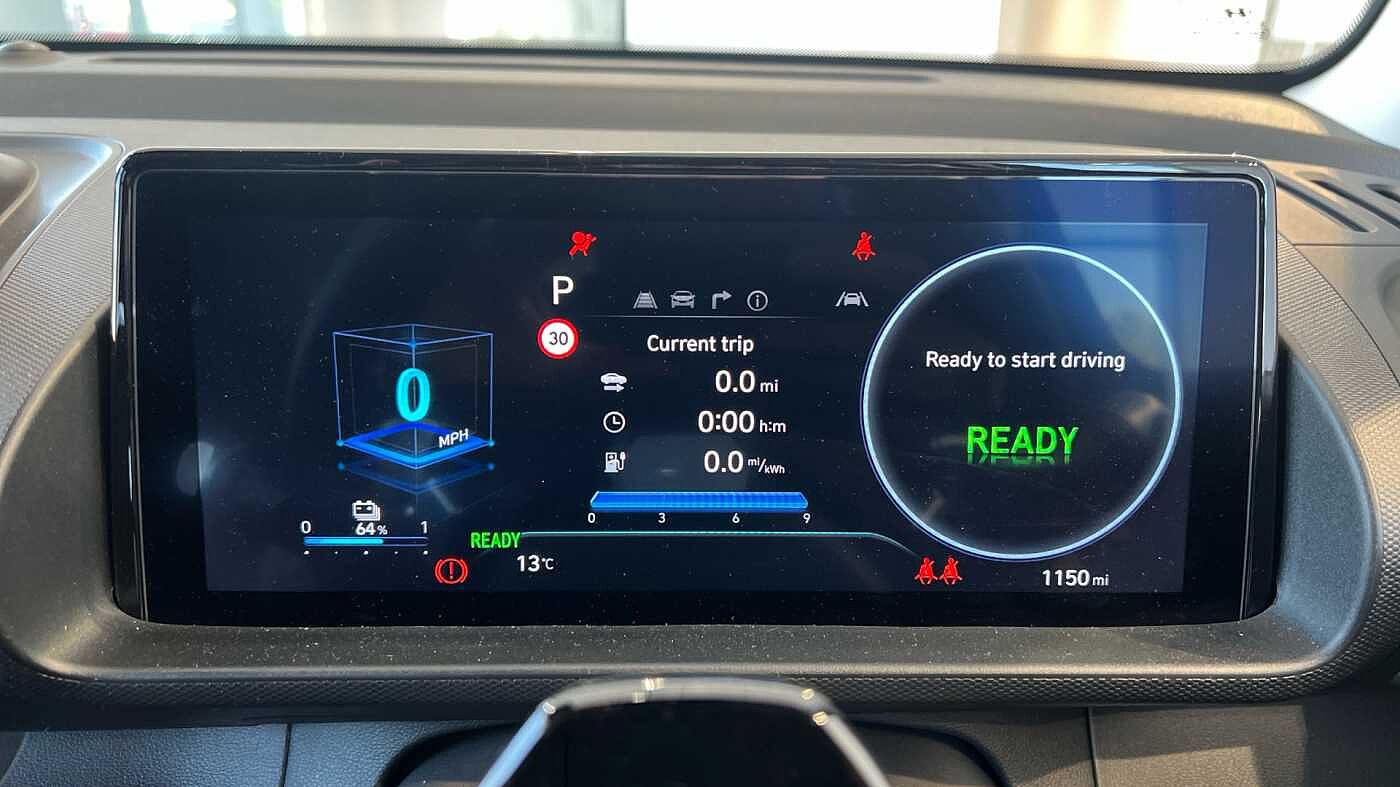 P
30
Current trip
0.0 mi
0:00 h:m
0.0 mi/kWh
0 3 6 9
0
MPH
0 64% 1
READY
13°C
Ready to start driving
READY
1150 mi